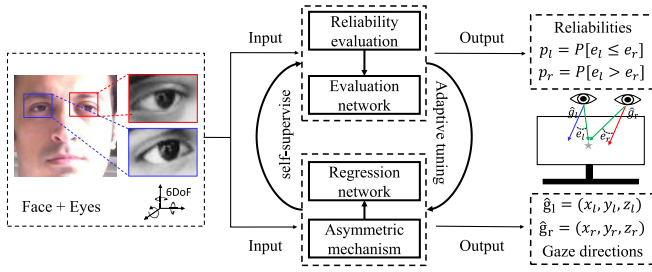 Face + Eyes
6DoF
Input
Reliability
evaluation
Evaluation
network
Output
Reliabilities
p_l = P[e_l ≤ e_r]
p_r = P[e_l > e_r]
self-supervise
Adaptive tuning
ĝ_l
ĝ_r
e_l
e_r
Input
Regression
network
Asymmetric
mechanism
Output
ĝ_l = (x_l, y_l, z_l)
ĝ_r = (x_r, y_r, z_r)
Gaze directions